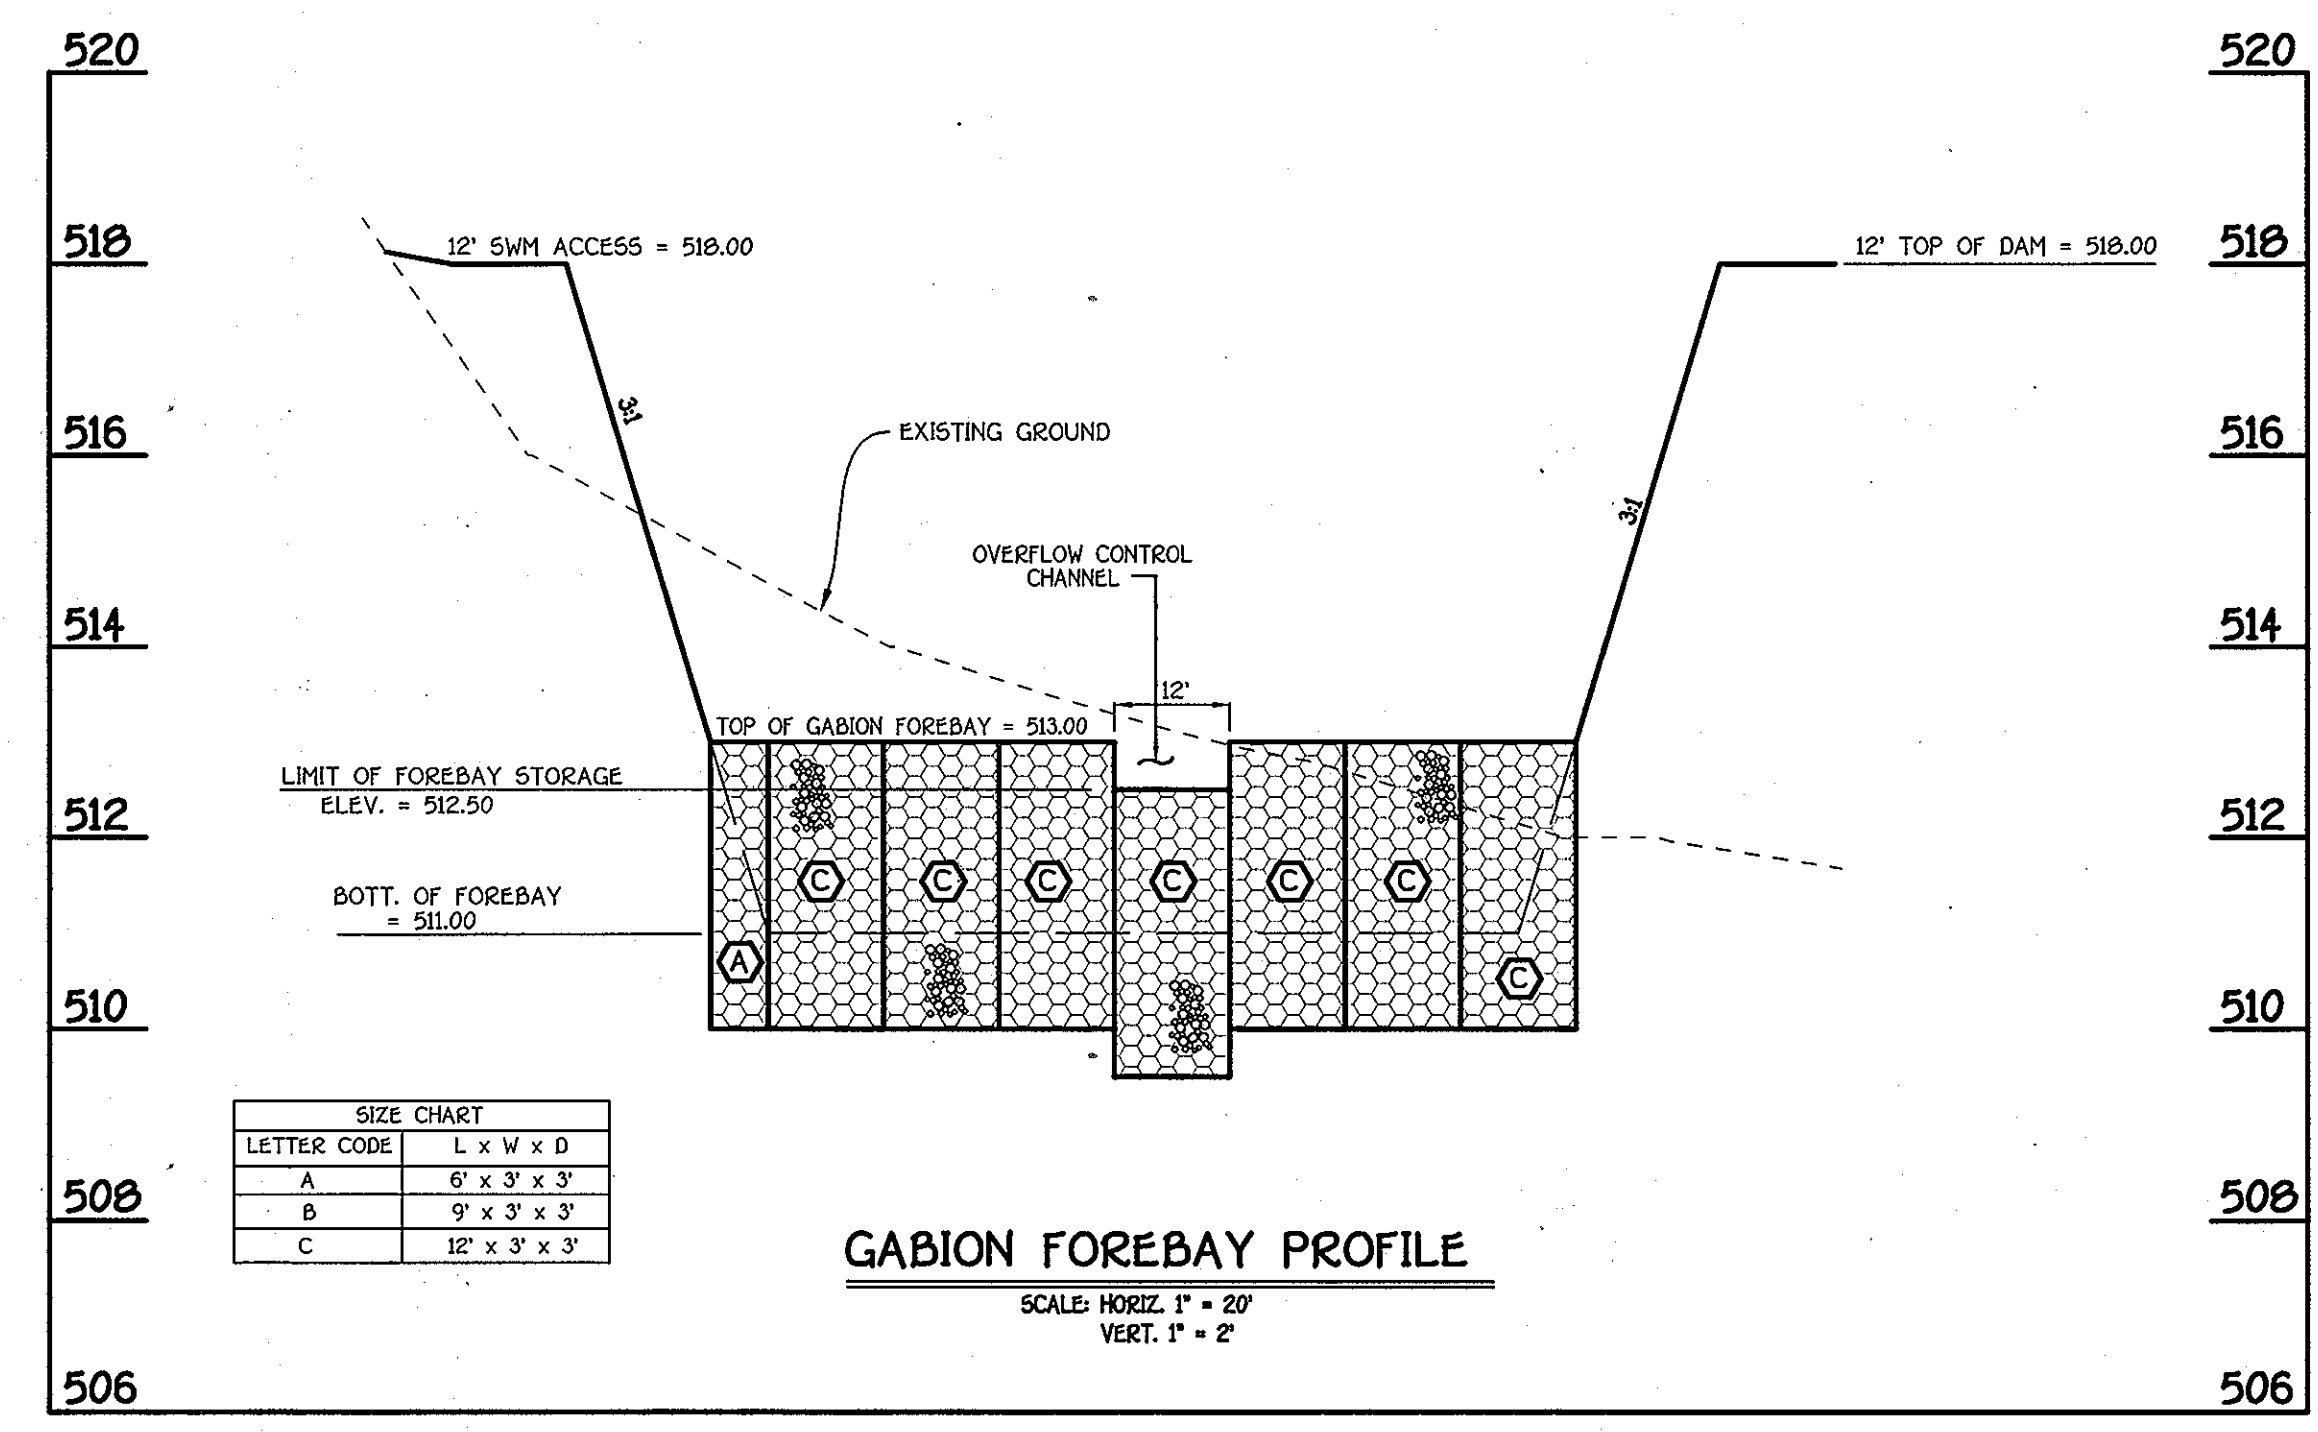 520
520
518
12' SWM ACCESS = 518.00
12' TOP OF DAM = 518.00
518
3:1
516
EXISTING GROUND
516
3:1
OVERFLOW CONTROL
CHANNEL
514
514
12'
TOP OF GABION FOREBAY = 513.00
LIMIT OF FOREBAY STORAGE
ELEV. = 512.50
512
512
C
C
C
C
C
C
BOTT. OF FOREBAY
= 511.00
A
C
510
510
SIZE CHART
LETTER CODE L x W x D
A 6' x 3' x 3'
B 9' x 3' x 3'
C 12' x 3' x 3'
508
508
GABION FOREBAY PROFILE
SCALE: HORIZ. 1" = 20'
VERT. 1" = 2'
506
506